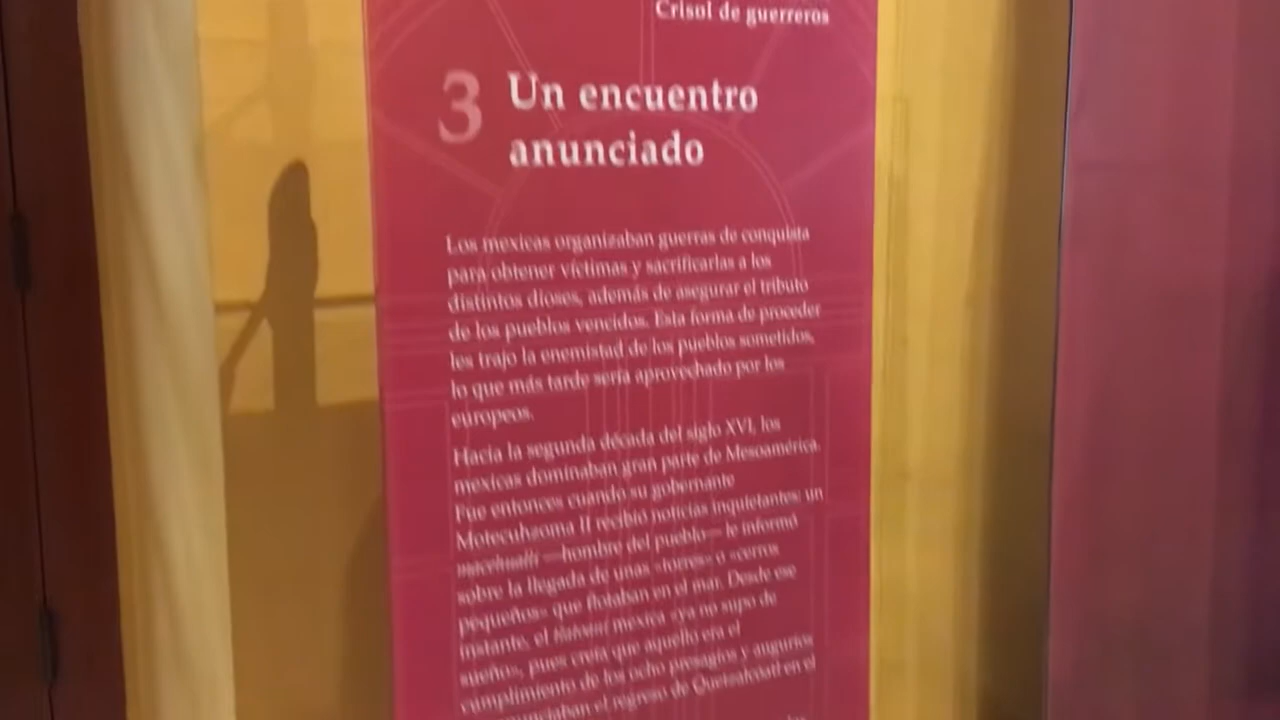 Crisol de guerreros
3 Un encuentro
anunciado
Los mexicas organizaban guerras de conquista
para obtener víctimas y sacrificarlas a los
distintos dioses, además de asegurar el tributo
de los pueblos vencidos. Esta forma de proceder
les trajo la enemistad de los pueblos sometidos,
lo que más tarde sería aprovechado por los
europeos.
Hacia la segunda década del siglo XVI, los
mexicas dominaban gran parte de Mesoamérica.
Fue entonces cuando su gobernante
Motecuhzoma II recibió noticias inquietantes: un
macehualli —hombre del pueblo— le informó
sobre la llegada de unas «torres» o «cerros
pequeños» que flotaban en el mar. Desde ese
instante, el tlatoani mexica «ya no supo de
sueño», pues creía que aquello era el
cumplimiento de los ocho presagios y augurios
anunciaban el regreso de Quetzalcóatl en el